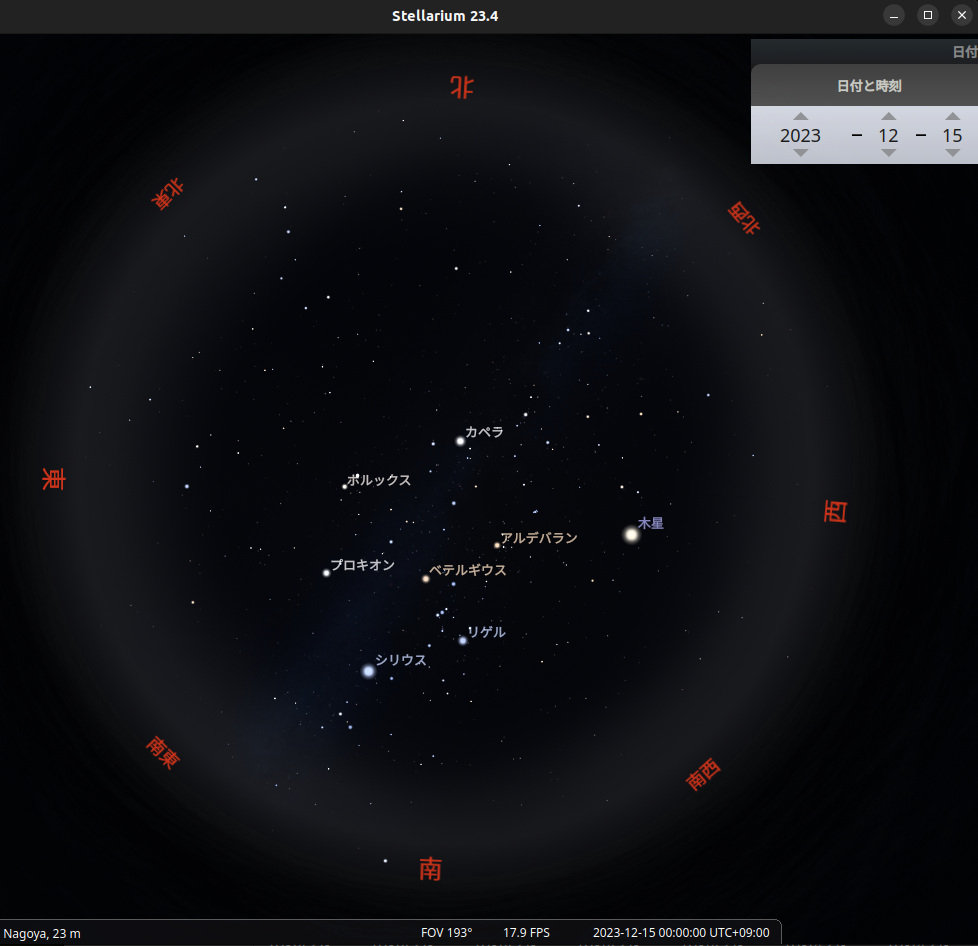 Stellarium 23.4
日付
日付と時刻
2023 - 12 - 15
北
北東
北西
カペラ
ポルックス
東
西
木星
アルデバラン
プロキオン
ベテルギウス
リゲル
シリウス
南東
南西
南
Nagoya, 23 m
FOV 193°
17.9 FPS
2023-12-15 00:00:00 UTC+09:00